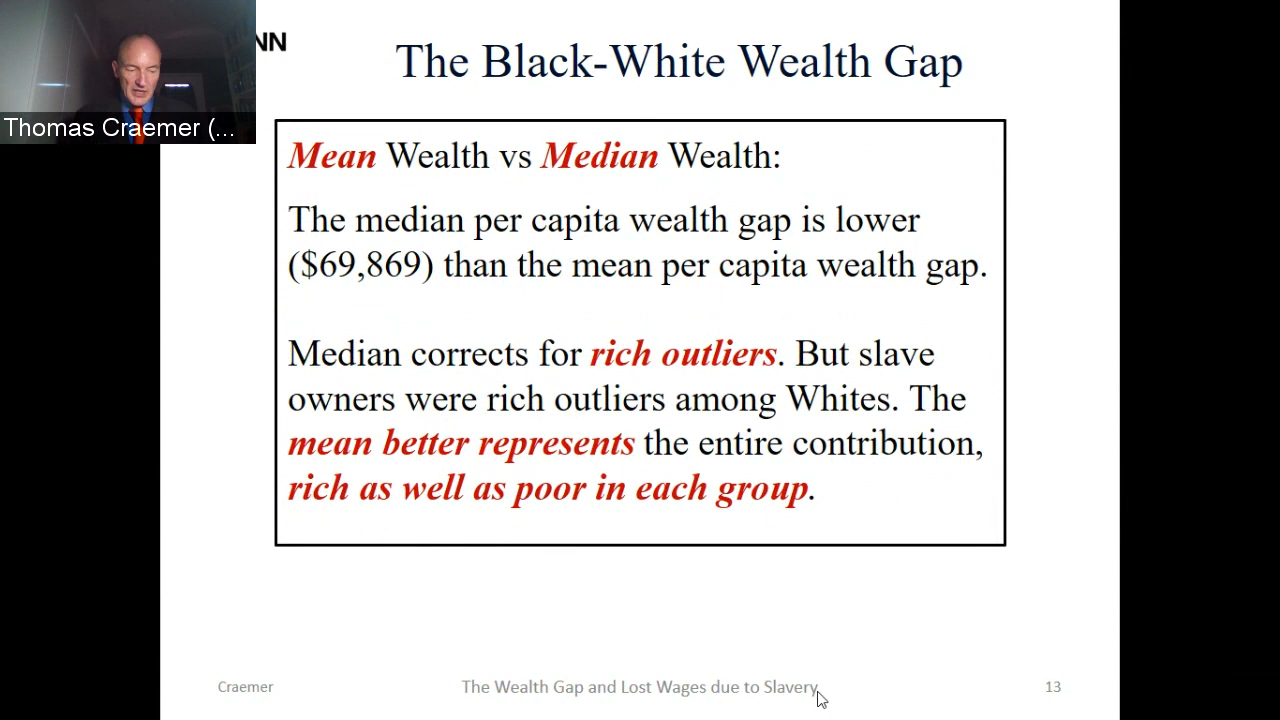 NN
The Black-White Wealth Gap
Thomas Craemer (...
Mean Wealth vs Median Wealth:
The median per capita wealth gap is lower
($69,869) than the mean per capita wealth gap.
Median corrects for rich outliers. But slave
owners were rich outliers among Whites. The
mean better represents the entire contribution,
rich as well as poor in each group.
Craemer
The Wealth Gap and Lost Wages due to Slavery
13